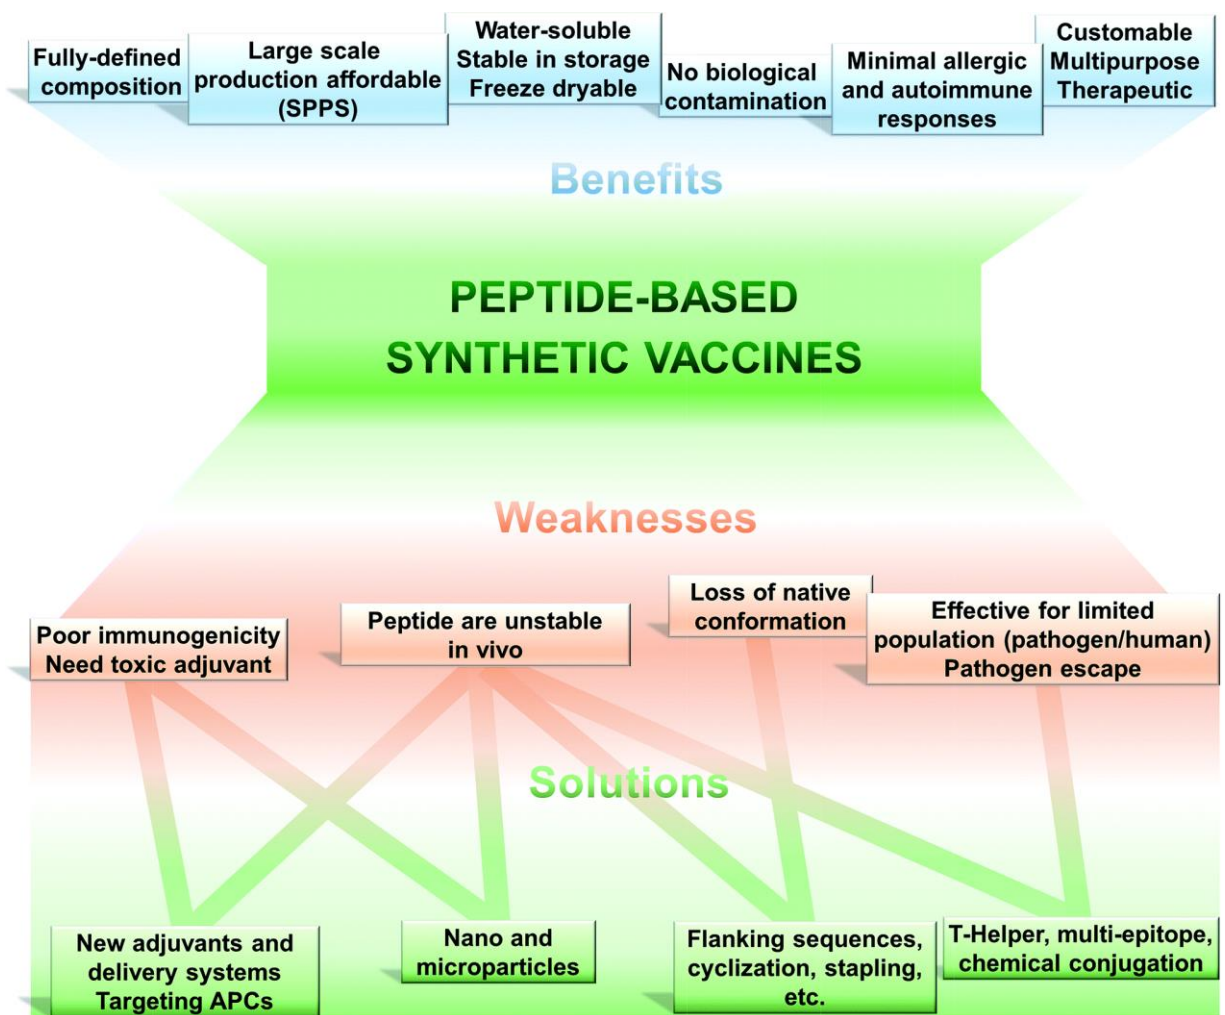 Fully-defined
composition
Large scale
production affordable
(SPPS)
Water-soluble
Stable in storage
Freeze dryable
No biological
contamination
Minimal allergic
and autoimmune
responses
Customable
Multipurpose
Therapeutic
Benefits
PEPTIDE-BASED
SYNTHETIC VACCINES
Weaknesses
Poor immunogenicity
Need toxic adjuvant
Peptide are unstable
in vivo
Loss of native
conformation
Effective for limited
population (pathogen/human)
Pathogen escape
Solutions
New adjuvants and
delivery systems
Targeting APCs
Nano and
microparticles
Flanking sequences,
cyclization, stapling,
etc.
T-Helper, multi-epitope,
chemical conjugation